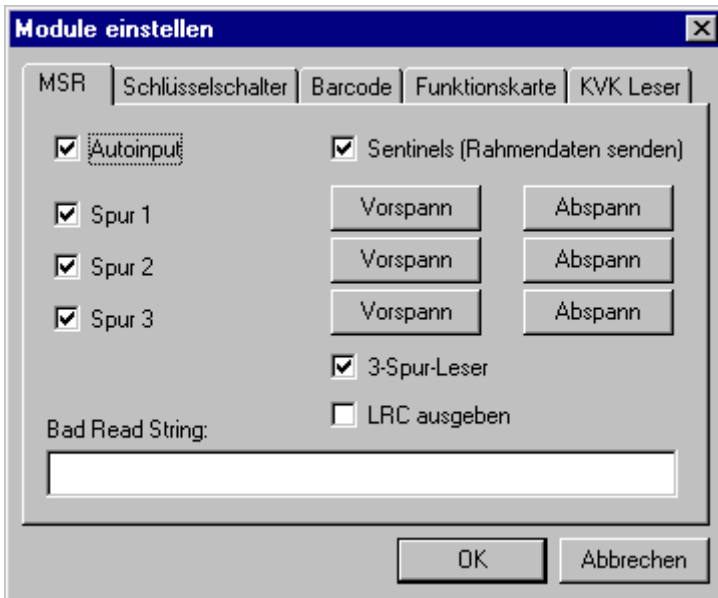 Module einstellen
MSR Schlüsselschalter Barcode Funktionskarte KVK Leser
Autoinput Sentinels (Rahmendaten senden)
Spur 1 Vorspann Abspann
Spur 2 Vorspann Abspann
Spur 3 Vorspann Abspann
3-Spur-Leser
LRC ausgeben
Bad Read String:
OK Abbrechen